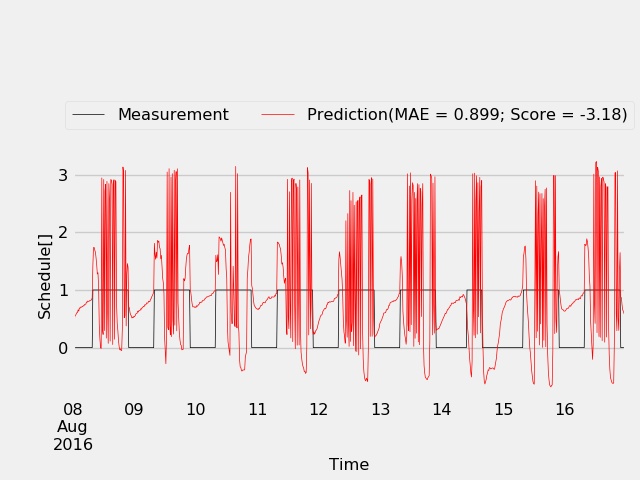 Measurement
Prediction(MAE = 0.899; Score = -3.18)
3
2
1
0
Schedule[]
08 09 10 11 12 13 14 15 16
Aug
2016
Time